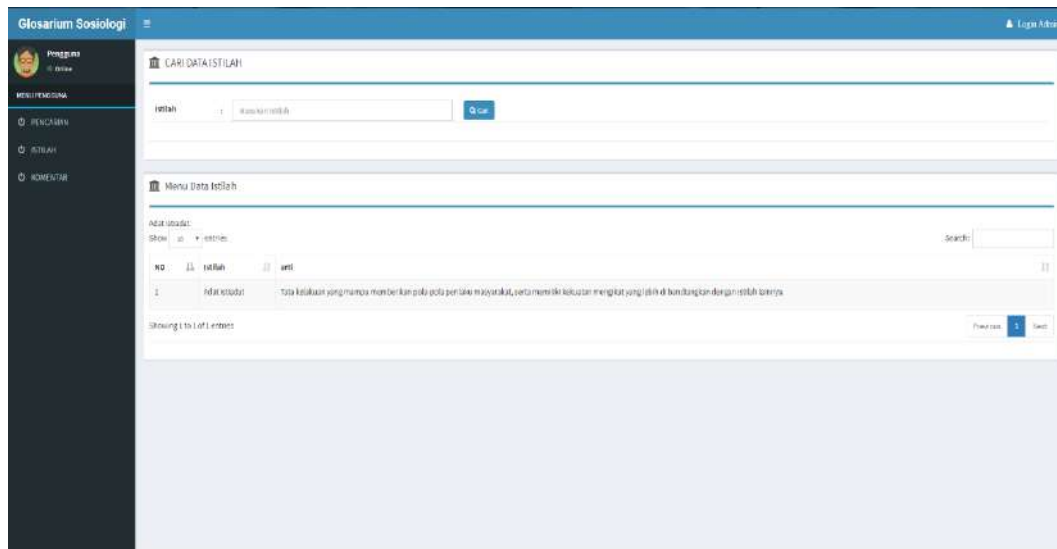 Glosarium Sosiologi
Login Admin
Pengguna
Online
MENU PENGGUNA
PENCARIAN
ISTILAH
KOMENTAR
CARI DATA ISTILAH
Istilah : Masukan Istilah Cari
Menu Data Istilah
Adat istiadat
Show 10 entries
Search:
NO Istilah arti
1 Adat istiadat Tata kelakuan yang mampu memberikan pola-pola perilaku masyarakat, serta memiliki kekuatan mengikat yang lebih di bandingkan dengan istilah lainnya.
Showing 1 to 1 of 1 entries
Previous 1 Next